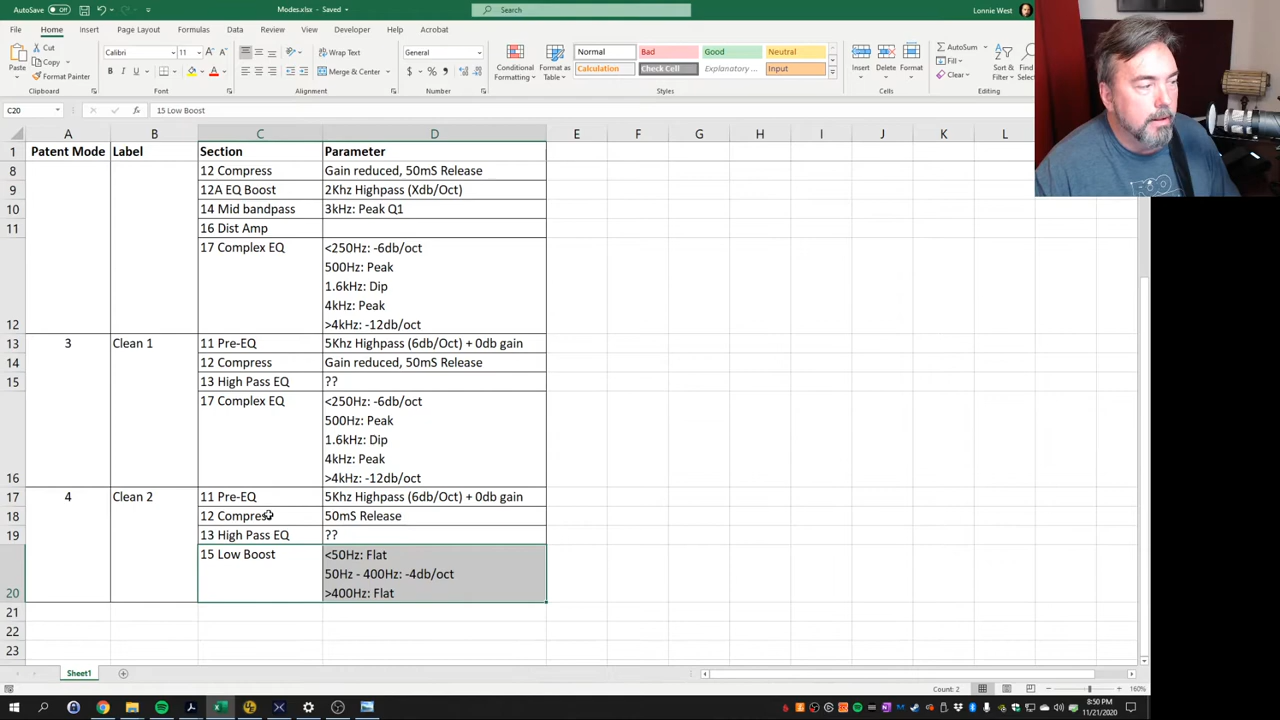 AutoSave Off Modes.xlsx - Saved Search Lonnie West
File Home Insert Page Layout Formulas Data Review View Developer Help Acrobat
Cut Copy Format Painter Paste
Calibri 11 Wrap Text Merge & Center General
Conditional Formatting Format as Table
Normal Bad Good Neutral
Calculation Check Cell Explanatory ... Input
Insert Delete Format
AutoSum Fill Clear Sort Filter Find Select
Clipboard Font Alignment Number Styles Cells
C20 fx 15 Low Boost
A B C D E F G H I J K L
1 Patent Mode Label Section Parameter
8 12 Compress Gain reduced, 50mS Release
9 12A EQ Boost 2Khz Highpass (Xdb/Oct)
10 14 Mid bandpass 3kHz: Peak Q1
11 16 Dist Amp
17 Complex EQ <250Hz: -6db/oct
500Hz: Peak
1.6kHz: Dip
4kHz: Peak
12 >4kHz: -12db/oct
13 3 Clean 1 11 Pre-EQ 5Khz Highpass (6db/Oct) + 0db gain
14 12 Compress Gain reduced, 50mS Release
15 13 High Pass EQ ??
17 Complex EQ <250Hz: -6db/oct
500Hz: Peak
1.6kHz: Dip
4kHz: Peak
16 >4kHz: -12db/oct
17 4 Clean 2 11 Pre-EQ 5Khz Highpass (6db/Oct) + 0db gain
18 12 Compress 50mS Release
19 13 High Pass EQ ??
15 Low Boost <50Hz: Flat
50Hz - 400Hz: -4db/oct
20 >400Hz: Flat
21
22
23
Sheet1
Count: 2 160%
8:50 PM
11/21/2020